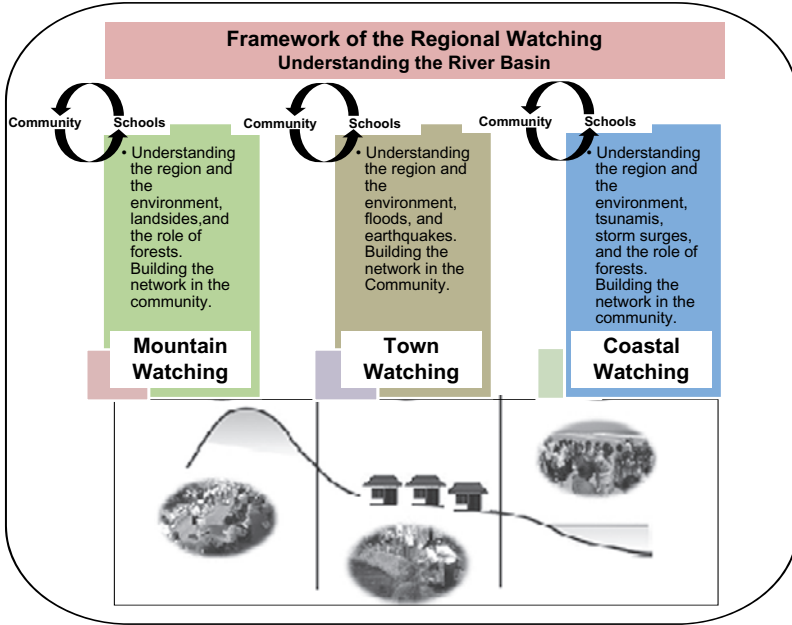 Framework of the Regional Watching
Understanding the River Basin
Community
Schools
• Understanding
the region and
the
environment,
landsides,and
the role of
forests.
Building the
network in the
community.
Mountain
Watching
Community
Schools
• Understanding
the region and
the
environment,
floods, and
earthquakes.
Building the
network in the
Community.
Town
Watching
Community
Schools
• Understanding
the region and
the
environment,
tsunamis,
storm surges,
and the role of
forests.
Building the
network in the
community.
Coastal
Watching